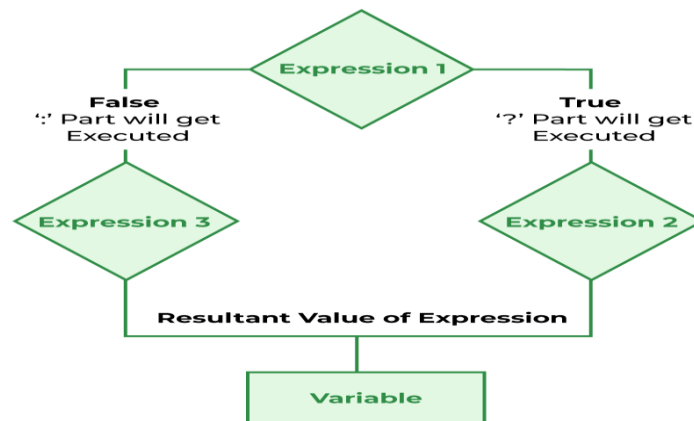 Expression 1
False
':' Part will get
Executed
True
'?' Part will get
Executed
Expression 3
Expression 2
Resultant Value of Expression
Variable